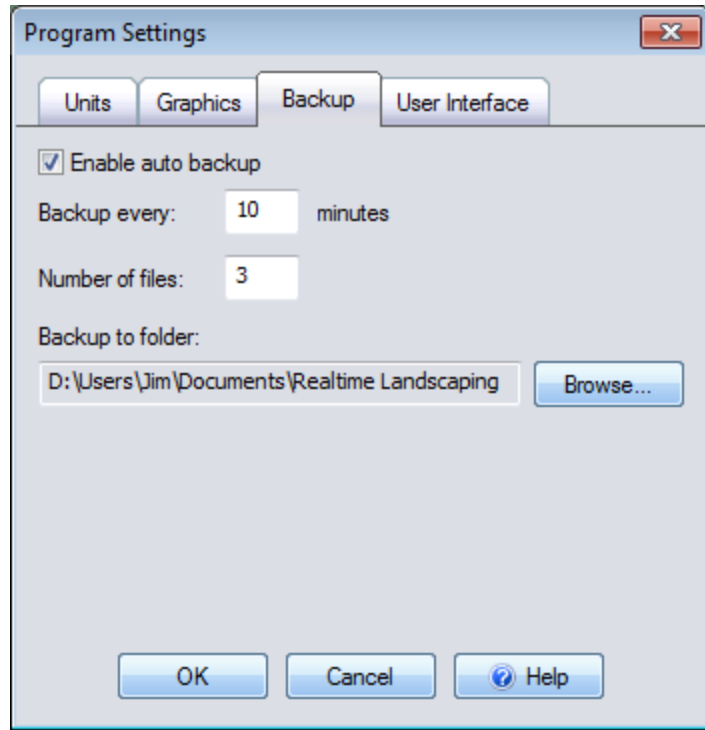 Program Settings
Units Graphics Backup User Interface
Enable auto backup
Backup every: 10 minutes
Number of files: 3
Backup to folder:
D:\Users\Jim\Documents\Realtime Landscaping Browse...
OK Cancel Help